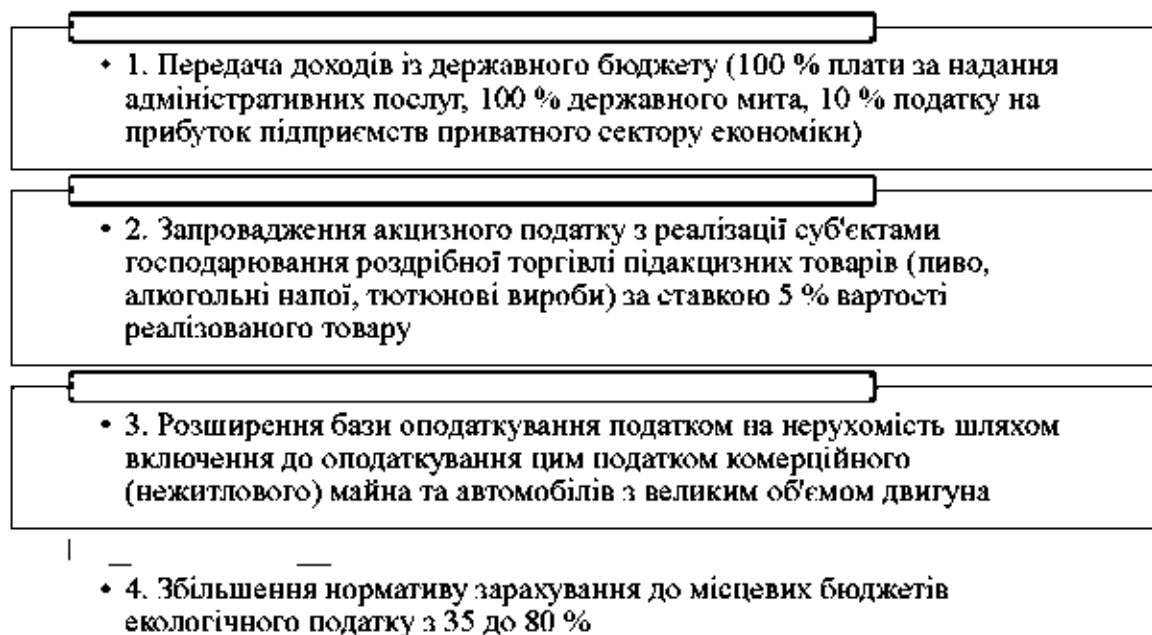 • 1. Передача доходів із державного бюджету (100 % плати за надання
адміністративних послуг, 100 % державного мита, 10 % податку на
прибуток підприємств приватного сектору економіки)
• 2. Запровадження акцизного податку з реалізації суб'єктами
господарювання роздрібної торгівлі підакцизних товарів (пиво,
алкогольні напої, тютюнові вироби) за ставкою 5 % вартості
реалізованого товару
• 3. Розширення бази оподаткування податком на нерухомість шляхом
включення до оподаткування цим податком комерційного
(нежитлового) майна та автомобілів з великим об'ємом двигуна
• 4. Збільшення нормативу зарахування до місцевих бюджетів
екологічного податку з 35 до 80 %